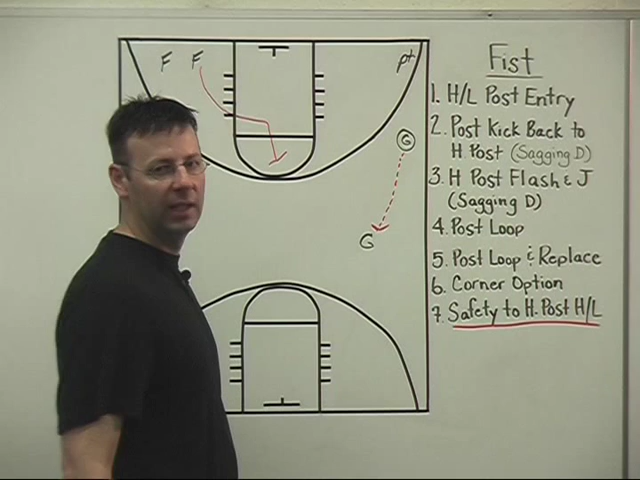 Fist
1. H/L Post Entry
2. Post Kick Back to
H Post (Sagging D)
3. H Post Flash & J
(Sagging D)
4. Post Loop
5. Post Loop & Replace
6. Corner Option
7. Safety to H. Post H/L
F F pt
G
G